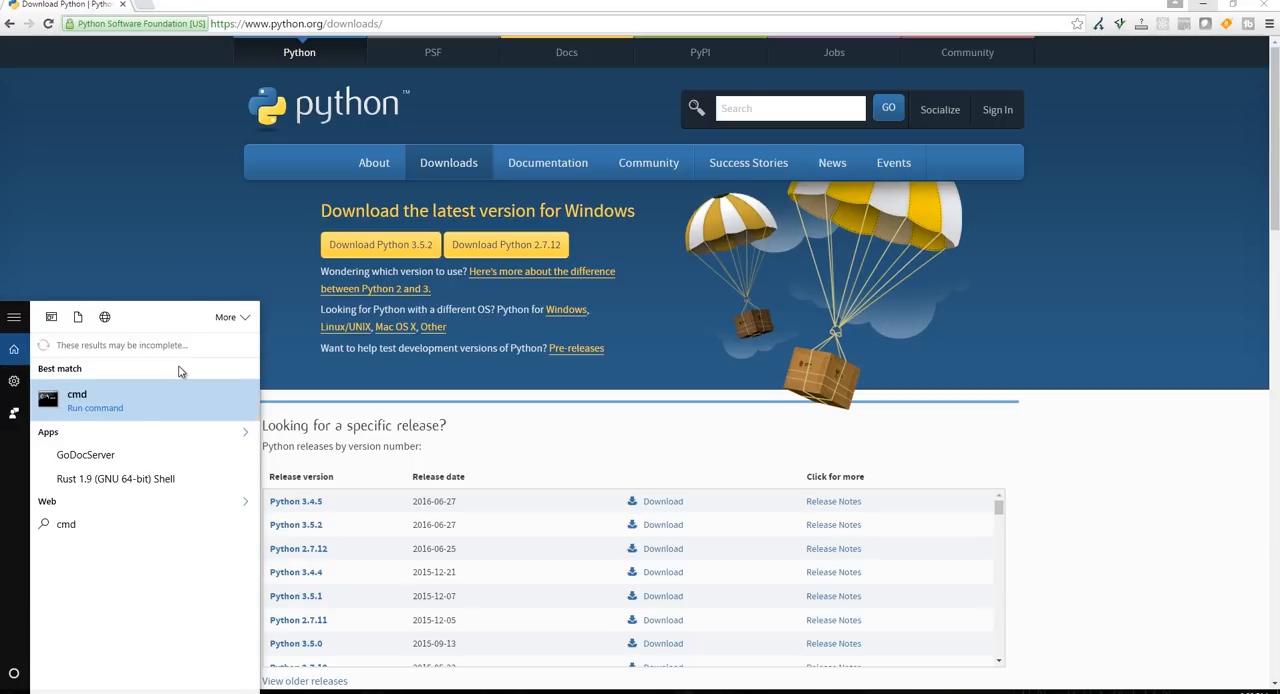 Download Python | Pytho
Python Software Foundation [US] https://www.python.org/downloads/
Python PSF Docs PyPI Jobs Community
python™
Search GO Socialize Sign In
About Downloads Documentation Community Success Stories News Events
Download the latest version for Windows
Download Python 3.5.2 Download Python 2.7.12
Wondering which version to use? Here's more about the difference
between Python 2 and 3.
Looking for Python with a different OS? Python for Windows,
Linux/UNIX, Mac OS X, Other
Want to help test development versions of Python? Pre-releases
More
These results may be incomplete...
Best match
cmd
Run command
Apps
GoDocServer
Rust 1.9 (GNU 64-bit) Shell
Web
cmd
Looking for a specific release?
Python releases by version number:
Release version Release date Click for more
Python 3.4.5 2016-06-27 Download Release Notes
Python 3.5.2 2016-06-27 Download Release Notes
Python 2.7.12 2016-06-25 Download Release Notes
Python 3.4.4 2015-12-21 Download Release Notes
Python 3.5.1 2015-12-07 Download Release Notes
Python 2.7.11 2015-12-05 Download Release Notes
Python 3.5.0 2015-09-13 Download Release Notes
View older releases